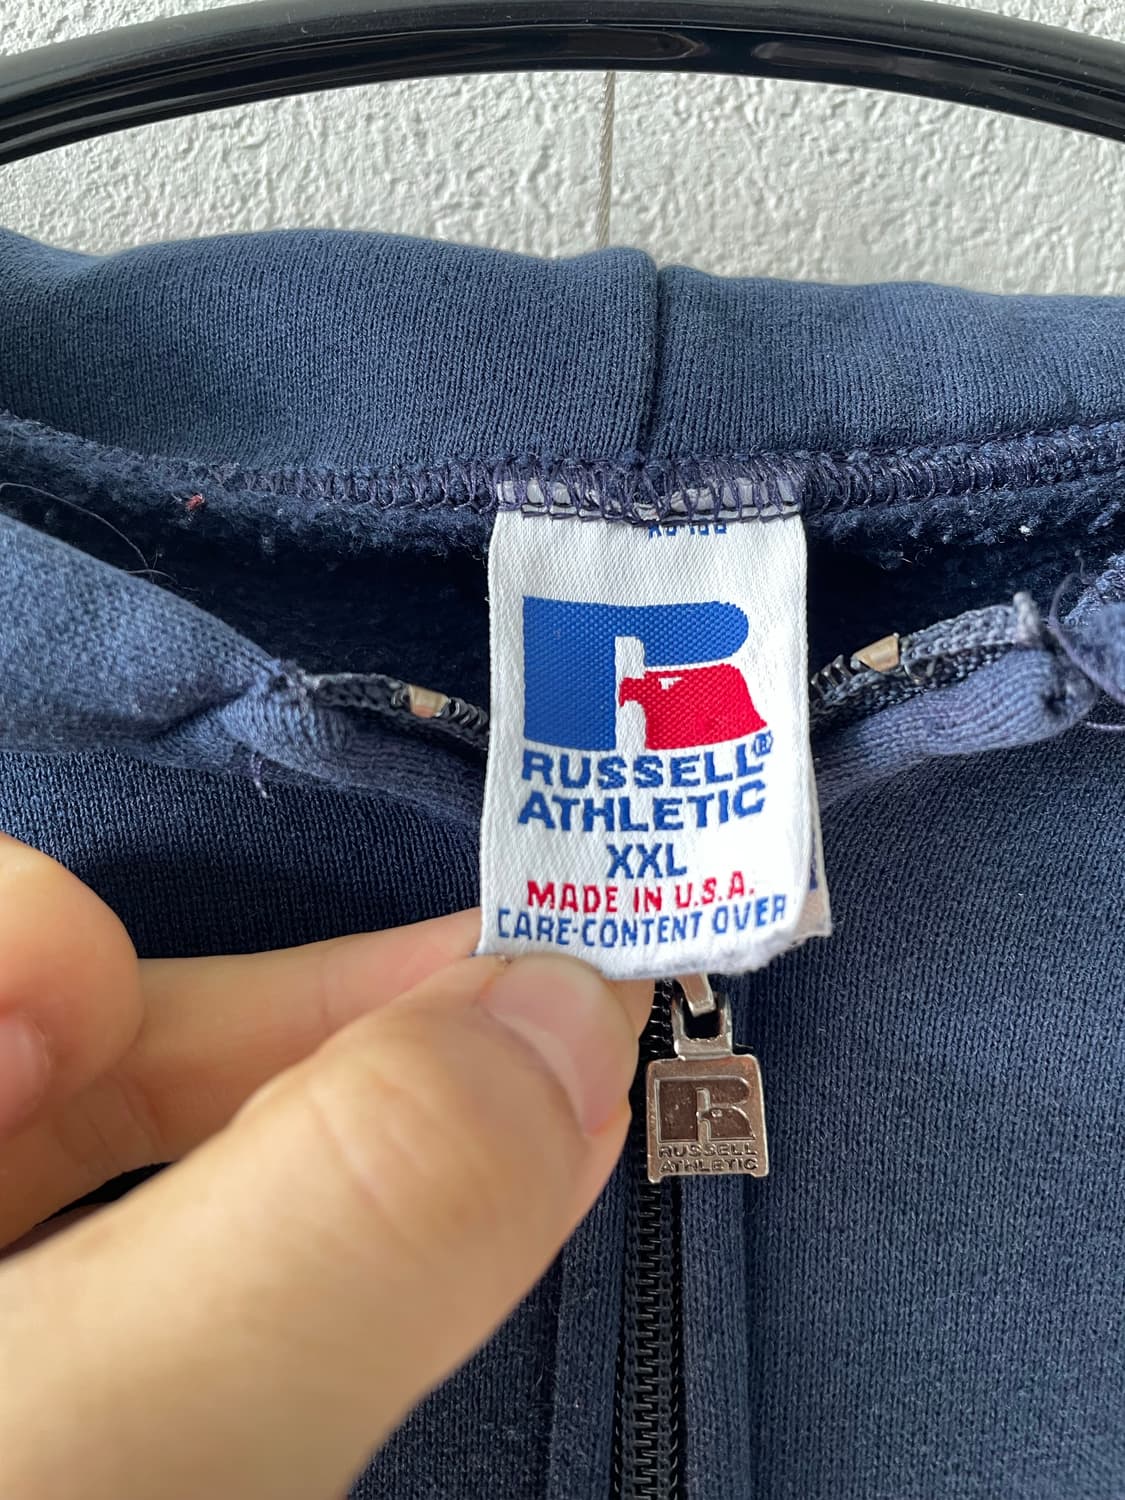 RUSSELL®
ATHLETIC
XXL
MADE IN U.S.A.
CARE-CONTENT OVER
RUSSELL
ATHLETIC